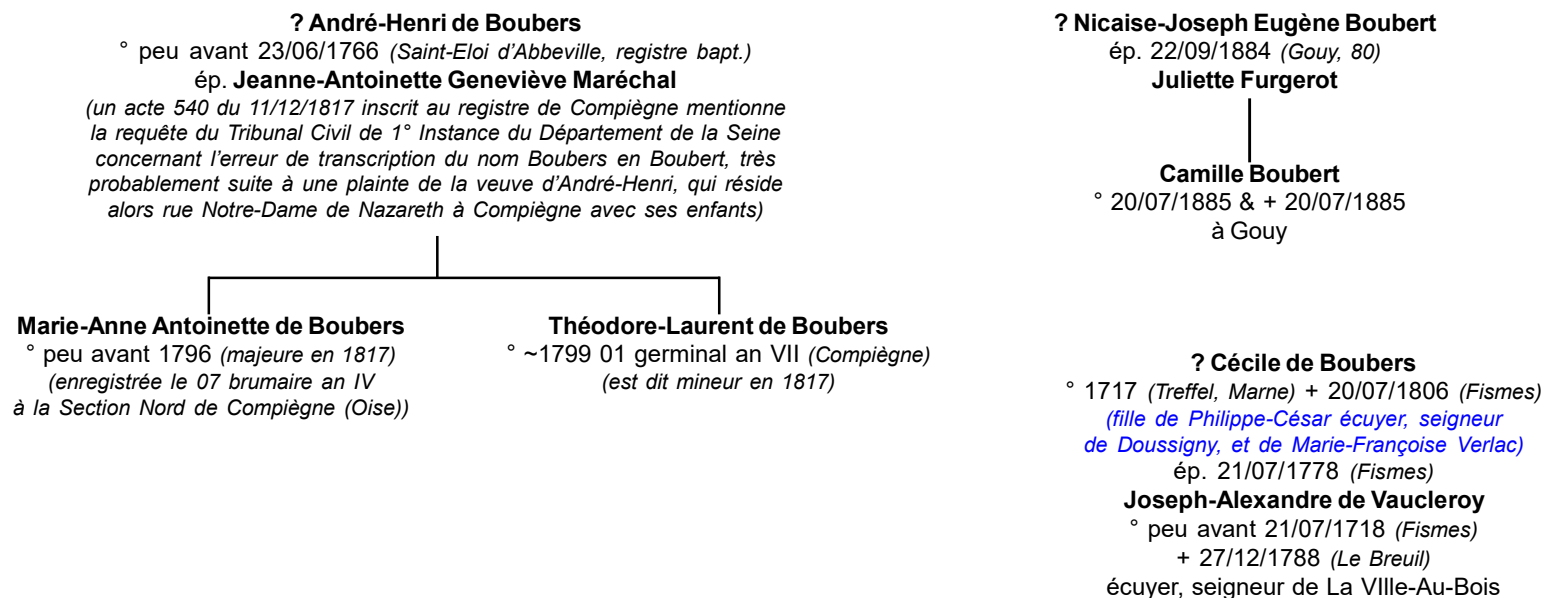 ? André-Henri de Boubers
° peu avant 23/06/1766 (Saint-Eloi d'Abbeville, registre bapt.)
ép. Jeanne-Antoinette Geneviève Maréchal
(un acte 540 du 11/12/1817 inscrit au registre de Compiègne mentionne
la requête du Tribunal Civil de 1° Instance du Département de la Seine
concernant l'erreur de transcription du nom Boubers en Boubert, très
probablement suite à une plainte de la veuve d'André-Henri, qui réside
alors rue Notre-Dame de Nazareth à Compiègne avec ses enfants)
Marie-Anne Antoinette de Boubers
° peu avant 1796 (majeure en 1817)
(enregistrée le 07 brumaire an IV
à la Section Nord de Compiègne (Oise))
Théodore-Laurent de Boubers
° ~1799 01 germinal an VII (Compiègne)
(est dit mineur en 1817)
? Nicaise-Joseph Eugène Boubert
ép. 22/09/1884 (Gouy, 80)
Juliette Furgerot
Camille Boubert
° 20/07/1885 & + 20/07/1885
à Gouy
? Cécile de Boubers
° 1717 (Treffel, Marne) + 20/07/1806 (Fismes)
(fille de Philippe-César écuyer, seigneur
de Doussigny, et de Marie-Françoise Verlac)
ép. 21/07/1778 (Fismes)
Joseph-Alexandre de Vaucleroy
° peu avant 21/07/1718 (Fismes)
+ 27/12/1788 (Le Breuil)
écuyer, seigneur de La VIlle-Au-Bois